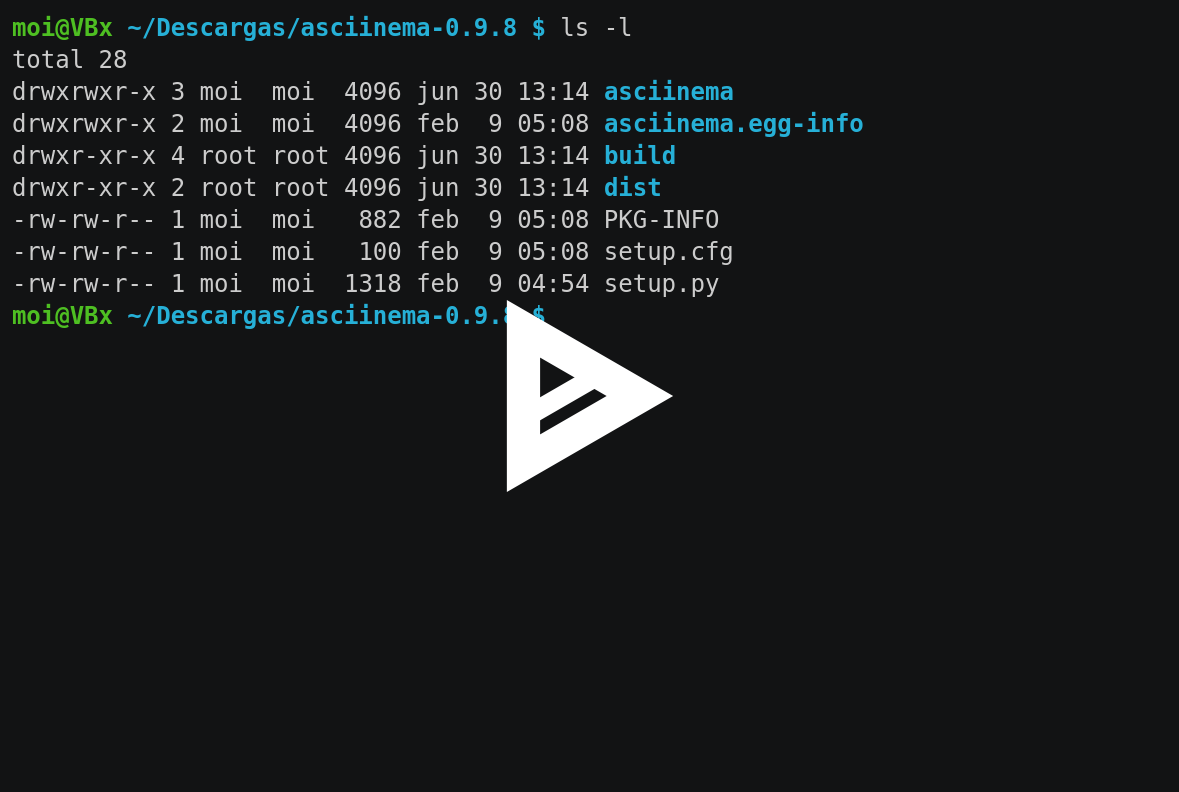 moi@VBx ~/Descargas/asciinema-0.9.8 $ ls -l
total 28
drwxrwxr-x 3 moi  moi  4096 jun 30 13:14 asciinema
drwxrwxr-x 2 moi  moi  4096 feb  9 05:08 asciinema.egg-info
drwxr-xr-x 4 root root 4096 jun 30 13:14 build
drwxr-xr-x 2 root root 4096 jun 30 13:14 dist
-rw-rw-r-- 1 moi  moi   882 feb  9 05:08 PKG-INFO
-rw-rw-r-- 1 moi  moi   100 feb  9 05:08 setup.cfg
-rw-rw-r-- 1 moi  moi  1318 feb  9 04:54 setup.py
moi@VBx ~/Descargas/asciinema-0.9.8 $